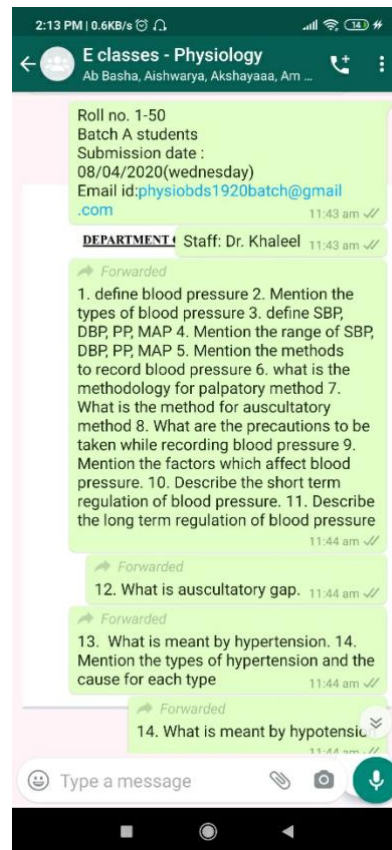 2:13 PM | 0.6KB/s
14
E classes - Physiology
Ab Basha, Aishwarya, Akshayaaa, Am ...
Roll no. 1-50
Batch A students
Submission date :
08/04/2020(wednesday)
Email id:physiobds1920batch@gmail
.com
11:43 am
DEPARTMENT
Staff: Dr. Khaleel 11:43 am
Forwarded
1. define blood pressure 2. Mention the
types of blood pressure 3. define SBP,
DBP, PP, MAP 4. Mention the range of SBP,
DBP, PP, MAP 5. Mention the methods
to record blood pressure 6. what is the
methodology for palpatory method 7.
What is the method for auscultatory
method 8. What are the precautions to be
taken while recording blood pressure 9.
Mention the factors which affect blood
pressure. 10. Describe the short term
regulation of blood pressure. 11. Describe
the long term regulation of blood pressure
11:44 am
Forwarded
12. What is auscultatory gap. 11:44 am
Forwarded
13. What is meant by hypertension. 14.
Mention the types of hypertension and the
cause for each type
11:44 am
Forwarded
14. What is meant by hypotensio
11:44 am
Type a message